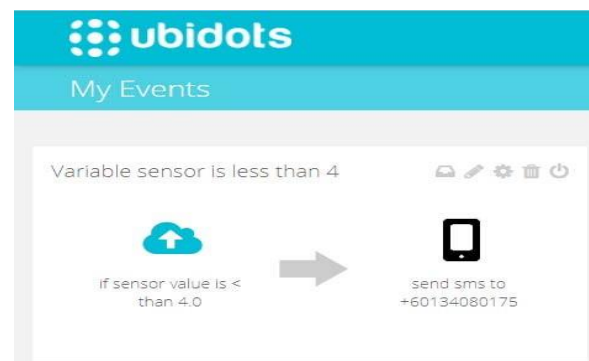 ubidots
My Events
Variable sensor is less than 4
if sensor value is <
than 4.0
send sms to
+60134080175